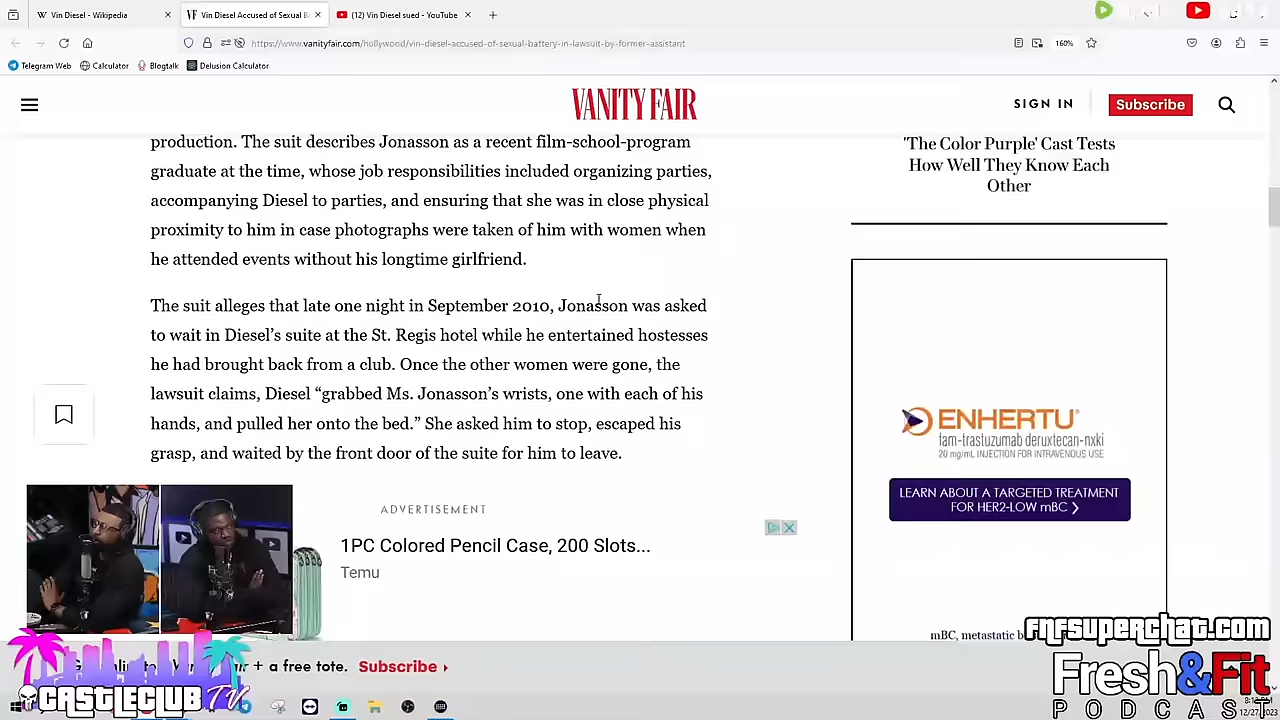 Vin Diesel - Wikipedia
Vin Diesel Accused of Sexual B
(12) Vin Diesel sued - YouTube
https://www.vanityfair.com/hollywood/vin-diesel-accused-of-sexual-battery-in-lawsuit-by-former-assistant
160%
Telegram Web
Calculator
Blogtalk
Delusion Calculator
VANITY FAIR
SIGN IN
Subscribe
production. The suit describes Jonasson as a recent film-school-program
graduate at the time, whose job responsibilities included organizing parties,
accompanying Diesel to parties, and ensuring that she was in close physical
proximity to him in case photographs were taken of him with women when
he attended events without his longtime girlfriend.
The suit alleges that late one night in September 2010, Jonasson was asked
to wait in Diesel’s suite at the St. Regis hotel while he entertained hostesses
he had brought back from a club. Once the other women were gone, the
lawsuit claims, Diesel “grabbed Ms. Jonasson’s wrists, one with each of his
hands, and pulled her onto the bed.” She asked him to stop, escaped his
grasp, and waited by the front door of the suite for him to leave.
'The Color Purple' Cast Tests
How Well They Know Each
Other
ENHERTU®
fam-trastuzumab deruxtecan-nxki
20 mg/mL INJECTION FOR INTRAVENOUS USE
LEARN ABOUT A TARGETED TREATMENT
FOR HER2-LOW mBC
mBC, metastatic b
ADVERTISEMENT
1PC Colored Pencil Case, 200 Slots...
Temu
+ a free tote.
Subscribe
CASTLECLUB TV
FNFSUPERCHAT.COM
Fresh&Fit
PODCAST
12/27/2023